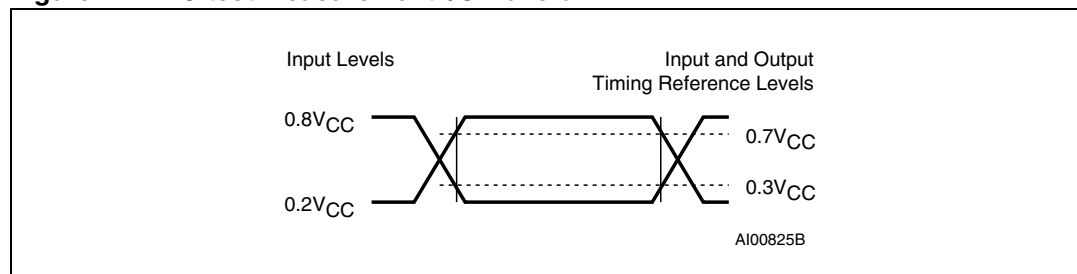 Input Levels
Input and Output
Timing Reference Levels
0.8VCC
0.7VCC
0.3VCC
0.2VCC
AI00825B